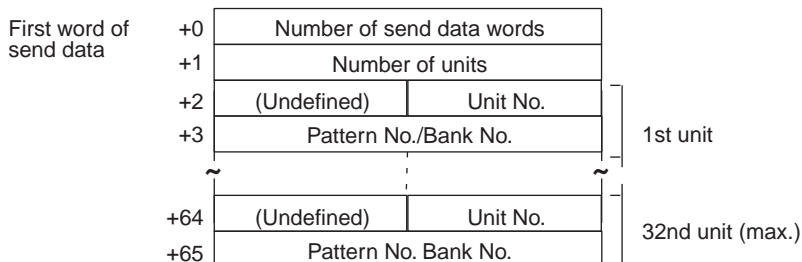 First word of
send data
+0 Number of send data words
+1 Number of units
+2 (Undefined) Unit No.
+3 Pattern No./Bank No.
1st unit
~ ~
+64 (Undefined) Unit No.
+65 Pattern No. Bank No.
32nd unit (max.)